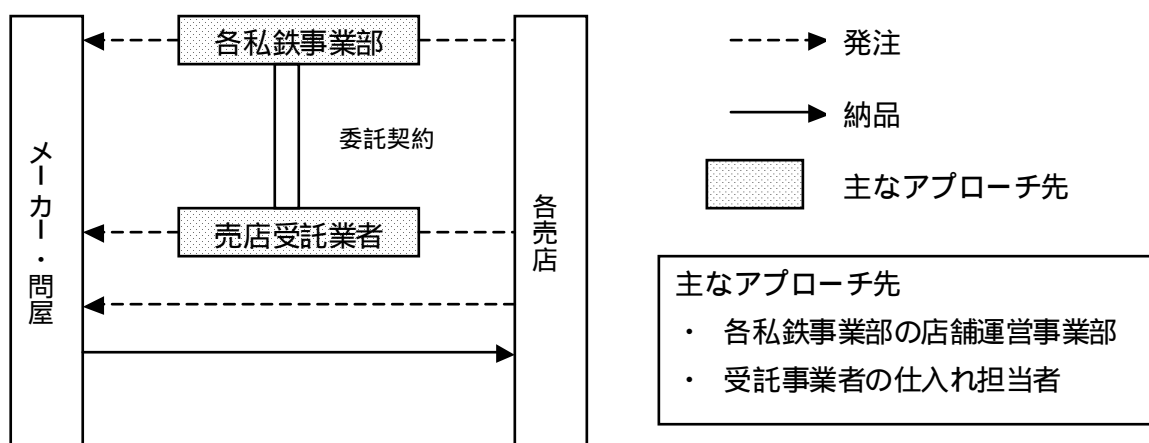 各私鉄事業部
委託契約
売店受託業者
メーカー・問屋
各売店
発注
納品
主なアプローチ先
主なアプローチ先
・ 各私鉄事業部の店舗運営事業部
・ 受託事業者の仕入れ担当者